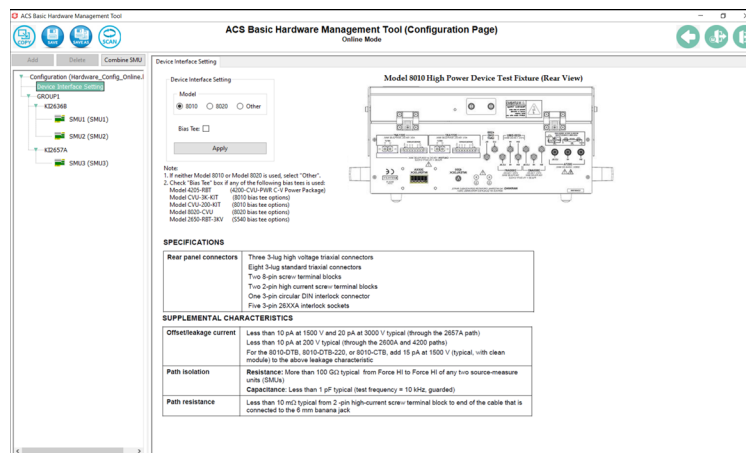 ACS Basic Hardware Management Tool
ACS Basic Hardware Management Tool (Configuration Page)
Online Mode
COPY
SAVE
SAVE AS
SCAN
Add
Delete
Combine SMU
Configuration (Hardware_Config_Online.l
Device Interface Setting
GROUP1
KI2636B
SMU1 (SMU1)
SMU2 (SMU2)
KI2657A
SMU3 (SMU3)
Device Interface Setting
Device Interface Setting
Model
8010
8020
Other
Bias Tee:
Apply
Note:
1. If neither Model 8010 or Model 8020 is used, select "Other".
2. Check "Bias Tee" box if any of the following bias tees is used:
Model 4205-RBT (4200-CVU-PWR C-V Power Package)
Model CVU-3K-KIT (8010 bias tee options)
Model CVU-200-KIT (8010 bias tee options)
Model 8020-CVU (8020 bias tee options)
Model 2650-RBT-3KV (S540 bias tee options)
Model 8010 High Power Device Test Fixture (Rear View)
SPECIFICATIONS
Rear panel connectors
Three 3-lug high voltage triaxial connectors
Eight 3-lug standard triaxial connectors
Two 8-pin screw terminal blocks
Two 2-pin high current screw terminal blocks
One 3-pin circular DIN interlock connector
Five 3-pin 26XXA interlock sockets
SUPPLEMENTAL CHARACTERISTICS
Offset/leakage current
Less than 10 pA at 1500 V and 20 pA at 3000 V typical (through the 2657A path)
Less than 10 pA at 200 V typical (through the 2600A and 4200 paths)
For the 8010-DTB, 8010-DTB-220, or 8010-CTB, add 15 pA at 1500 V (typical, with clean
module) to the above leakage characteristic
Path isolation
Resistance: More than 100 GΩ typical from Force HI to Force HI of any two source-measure
units (SMUs)
Capacitance: Less than 1 pF typical (test frequency = 10 kHz, guarded)
Path resistance
Less than 10 mΩ typical from 2 -pin high-current screw terminal block to end of the cable that is
connected to the 6 mm banana jack